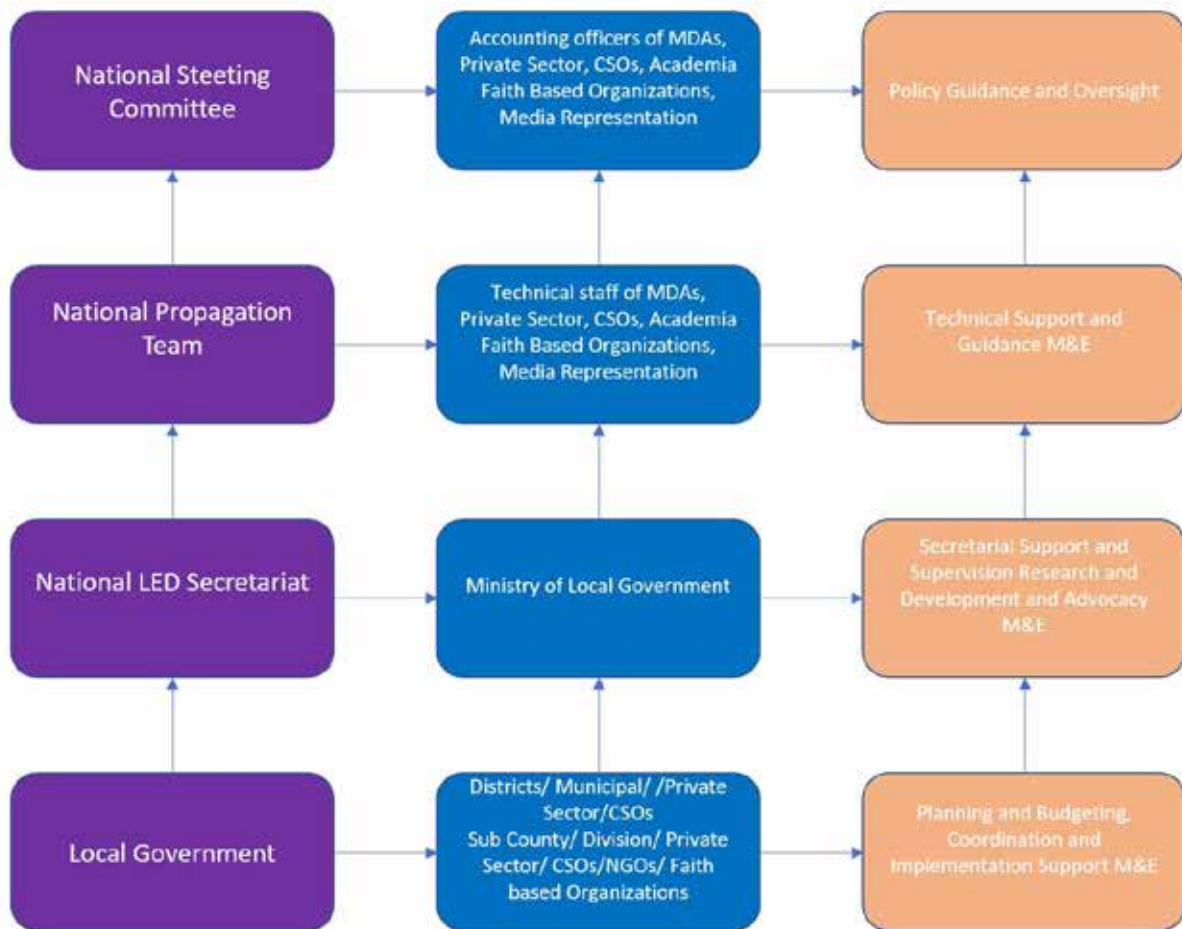 National Steeting
Committee
Accounting officers of MDAs,
Private Sector, CSOs, Academia
Faith Based Organizations,
Media Representation
Policy Guidance and Oversight
National Propagation
Team
Technical staff of MDAs,
Private Sector, CSOs, Academia
Faith Based Organizations,
Media Representation
Technical Support and
Guidance M&E
National LED Secretariat
Ministry of Local Government
Secretarial Support and
Supervision Research and
Development and Advocacy
M&E
Local Government
Districts/ Municipal/ /Private
Sector/CSOs
Sub County/ Division/ Private
Sector/ CSOs/NGOs/ Faith
based Organizations
Planning and Budgeting,
Coordination and
Implementation Support M&E